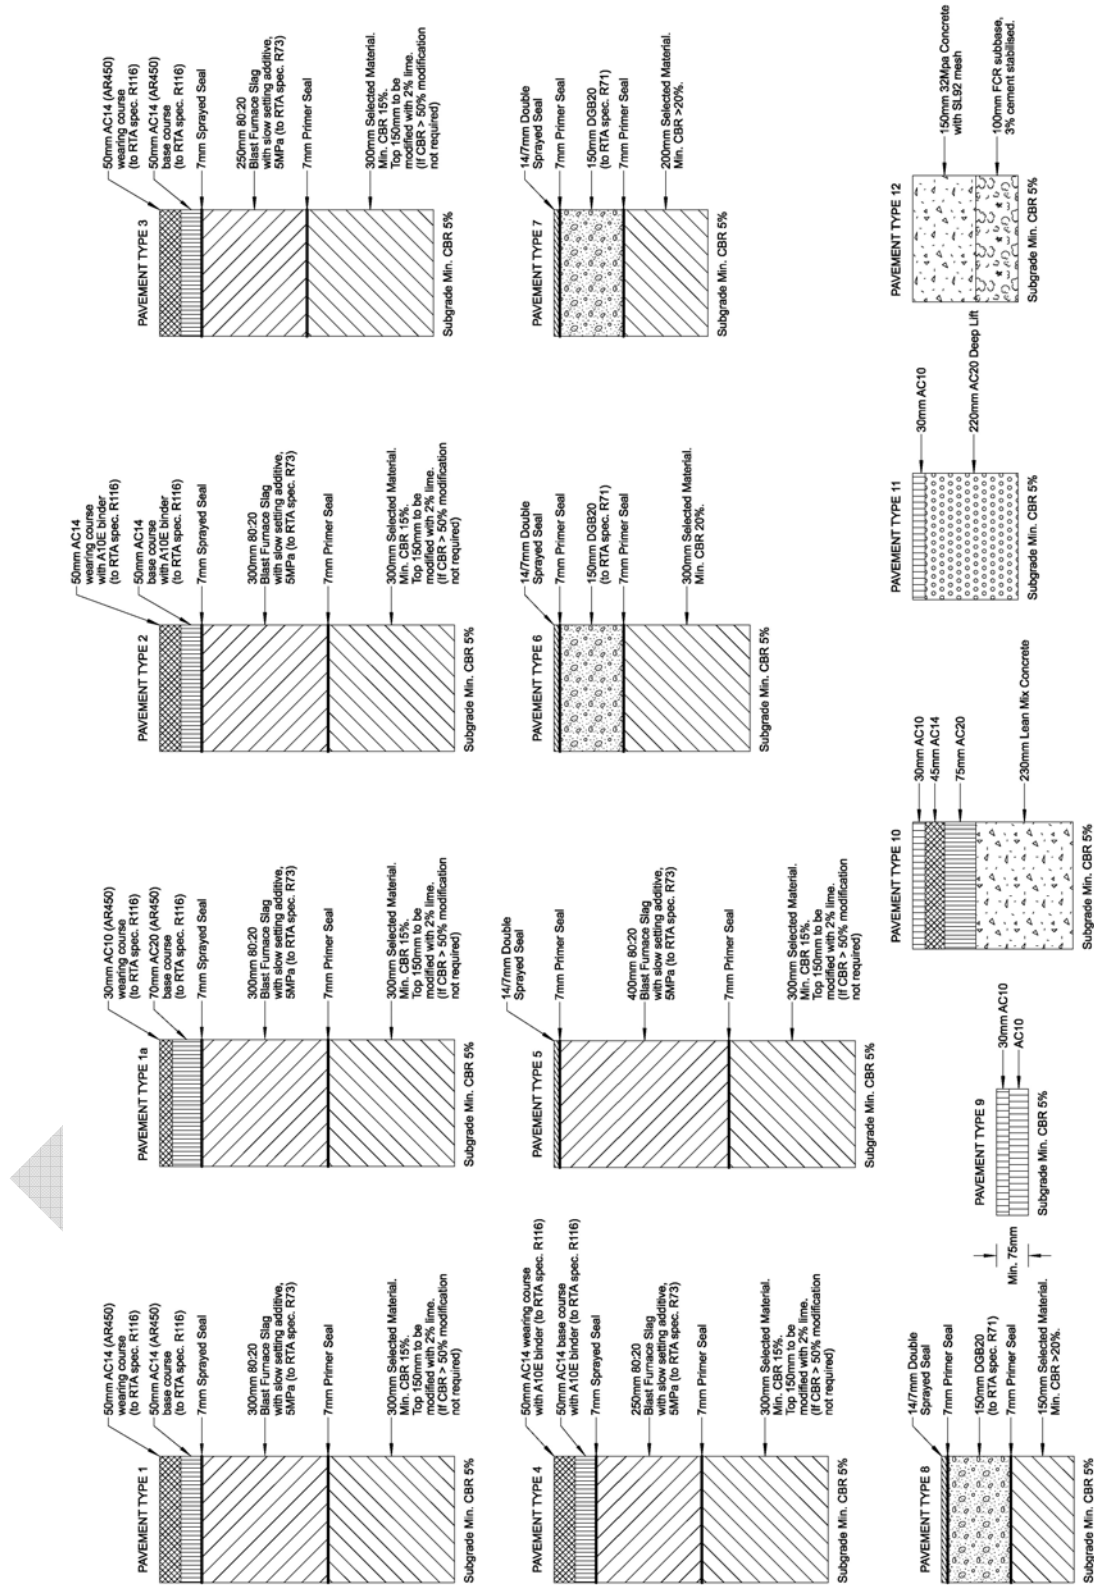 PAVEMENT TYPE 1
50mm AC14 (AR450)
wearing course
(to RTA spec. R116)
50mm AC14 (AR450)
base course
(to RTA spec. R116)
7mm Sprayed Seal
300mm 80:20
Blast Furnace Slag
with slow setting additive,
5MPa (to RTA spec. R73)
7mm Primer Seal
300mm Selected Material.
Min. CBR 15%.
Top 150mm to be
modified with 2% lime.
(If CBR > 50% modification
not required)
Subgrade Min. CBR 5%
PAVEMENT TYPE 1a
30mm AC10 (AR450)
wearing course
(to RTA spec. R116)
70mm AC20 (AR450)
base course
(to RTA spec. R116)
7mm Sprayed Seal
300mm 80:20
Blast Furnace Slag
with slow setting additive,
5MPa (to RTA spec. R73)
7mm Primer Seal
300mm Selected Material.
Min. CBR 15%.
Top 150mm to be
modified with 2% lime.
(If CBR > 50% modification
not required)
Subgrade Min. CBR 5%
PAVEMENT TYPE 2
50mm AC14
wearing course
with A10E binder
(to RTA spec. R116)
50mm AC14
base course
with A10E binder
(to RTA spec. R116)
7mm Sprayed Seal
300mm 80:20
Blast Furnace Slag
with slow setting additive,
5MPa (to RTA spec. R73)
7mm Primer Seal
300mm Selected Material.
Min. CBR 15%.
Top 150mm to be
modified with 2% lime.
(If CBR > 50% modification
not required)
Subgrade Min. CBR 5%
PAVEMENT TYPE 3
50mm AC14 (AR450)
wearing course
(to RTA spec. R116)
50mm AC14 (AR450)
base course
(to RTA spec. R116)
7mm Sprayed Seal
250mm 80:20
Blast Furnace Slag
with slow setting additive,
5MPa (to RTA spec. R73)
7mm Primer Seal
300mm Selected Material.
Min. CBR 15%.
Top 150mm to be
modified with 2% lime.
(If CBR > 50% modification
not required)
Subgrade Min. CBR 5%
PAVEMENT TYPE 4
50mm AC14 wearing course
with A10E binder (to RTA spec. R116)
50mm AC14 base course
with A10E binder (to RTA spec. R116)
7mm Sprayed Seal
250mm 80:20
Blast Furnace Slag
with slow setting additive,
5MPa (to RTA spec. R73)
7mm Primer Seal
300mm Selected Material.
Min. CBR 15%.
Top 150mm to be
modified with 2% lime.
(If CBR > 50% modification
not required)
Subgrade Min. CBR 5%
PAVEMENT TYPE 5
14/7mm Double
Sprayed Seal
7mm Primer Seal
400mm 80:20
Blast Furnace Slag
with slow setting additive,
5MPa (to RTA spec. R73)
7mm Primer Seal
300mm Selected Material.
Min. CBR 15%.
Top 150mm to be
modified with 2% lime.
(If CBR > 50% modification
not required)
Subgrade Min. CBR 5%
PAVEMENT TYPE 6
14/7mm Double
Sprayed Seal
7mm Primer Seal
150mm DGB20
(to RTA spec. R71)
7mm Primer Seal
300mm Selected Material.
Min. CBR 20%.
Subgrade Min. CBR 5%
PAVEMENT TYPE 7
14/7mm Double
Sprayed Seal
7mm Primer Seal
150mm DGB20
(to RTA spec. R71)
7mm Primer Seal
200mm Selected Material.
Min. CBR >20%.
Subgrade Min. CBR 5%
PAVEMENT TYPE 8
14/7mm Double
Sprayed Seal
7mm Primer Seal
150mm DGB20
(to RTA spec. R71)
7mm Primer Seal
150mm Selected Material.
Min. CBR >20%.
Subgrade Min. CBR 5%
PAVEMENT TYPE 9
Min. 75mm
30mm AC10
AC10
Subgrade Min. CBR 5%
PAVEMENT TYPE 10
30mm AC10
45mm AC14
75mm AC20
230mm Lean Mix Concrete
Subgrade Min. CBR 5%
PAVEMENT TYPE 11
30mm AC10
220mm AC20 Deep Lift
Subgrade Min. CBR 5%
PAVEMENT TYPE 12
150mm 32Mpa Concrete
with SL92 mesh
100mm FCR subbase,
3% cement stabilised.
Subgrade Min. CBR 5%